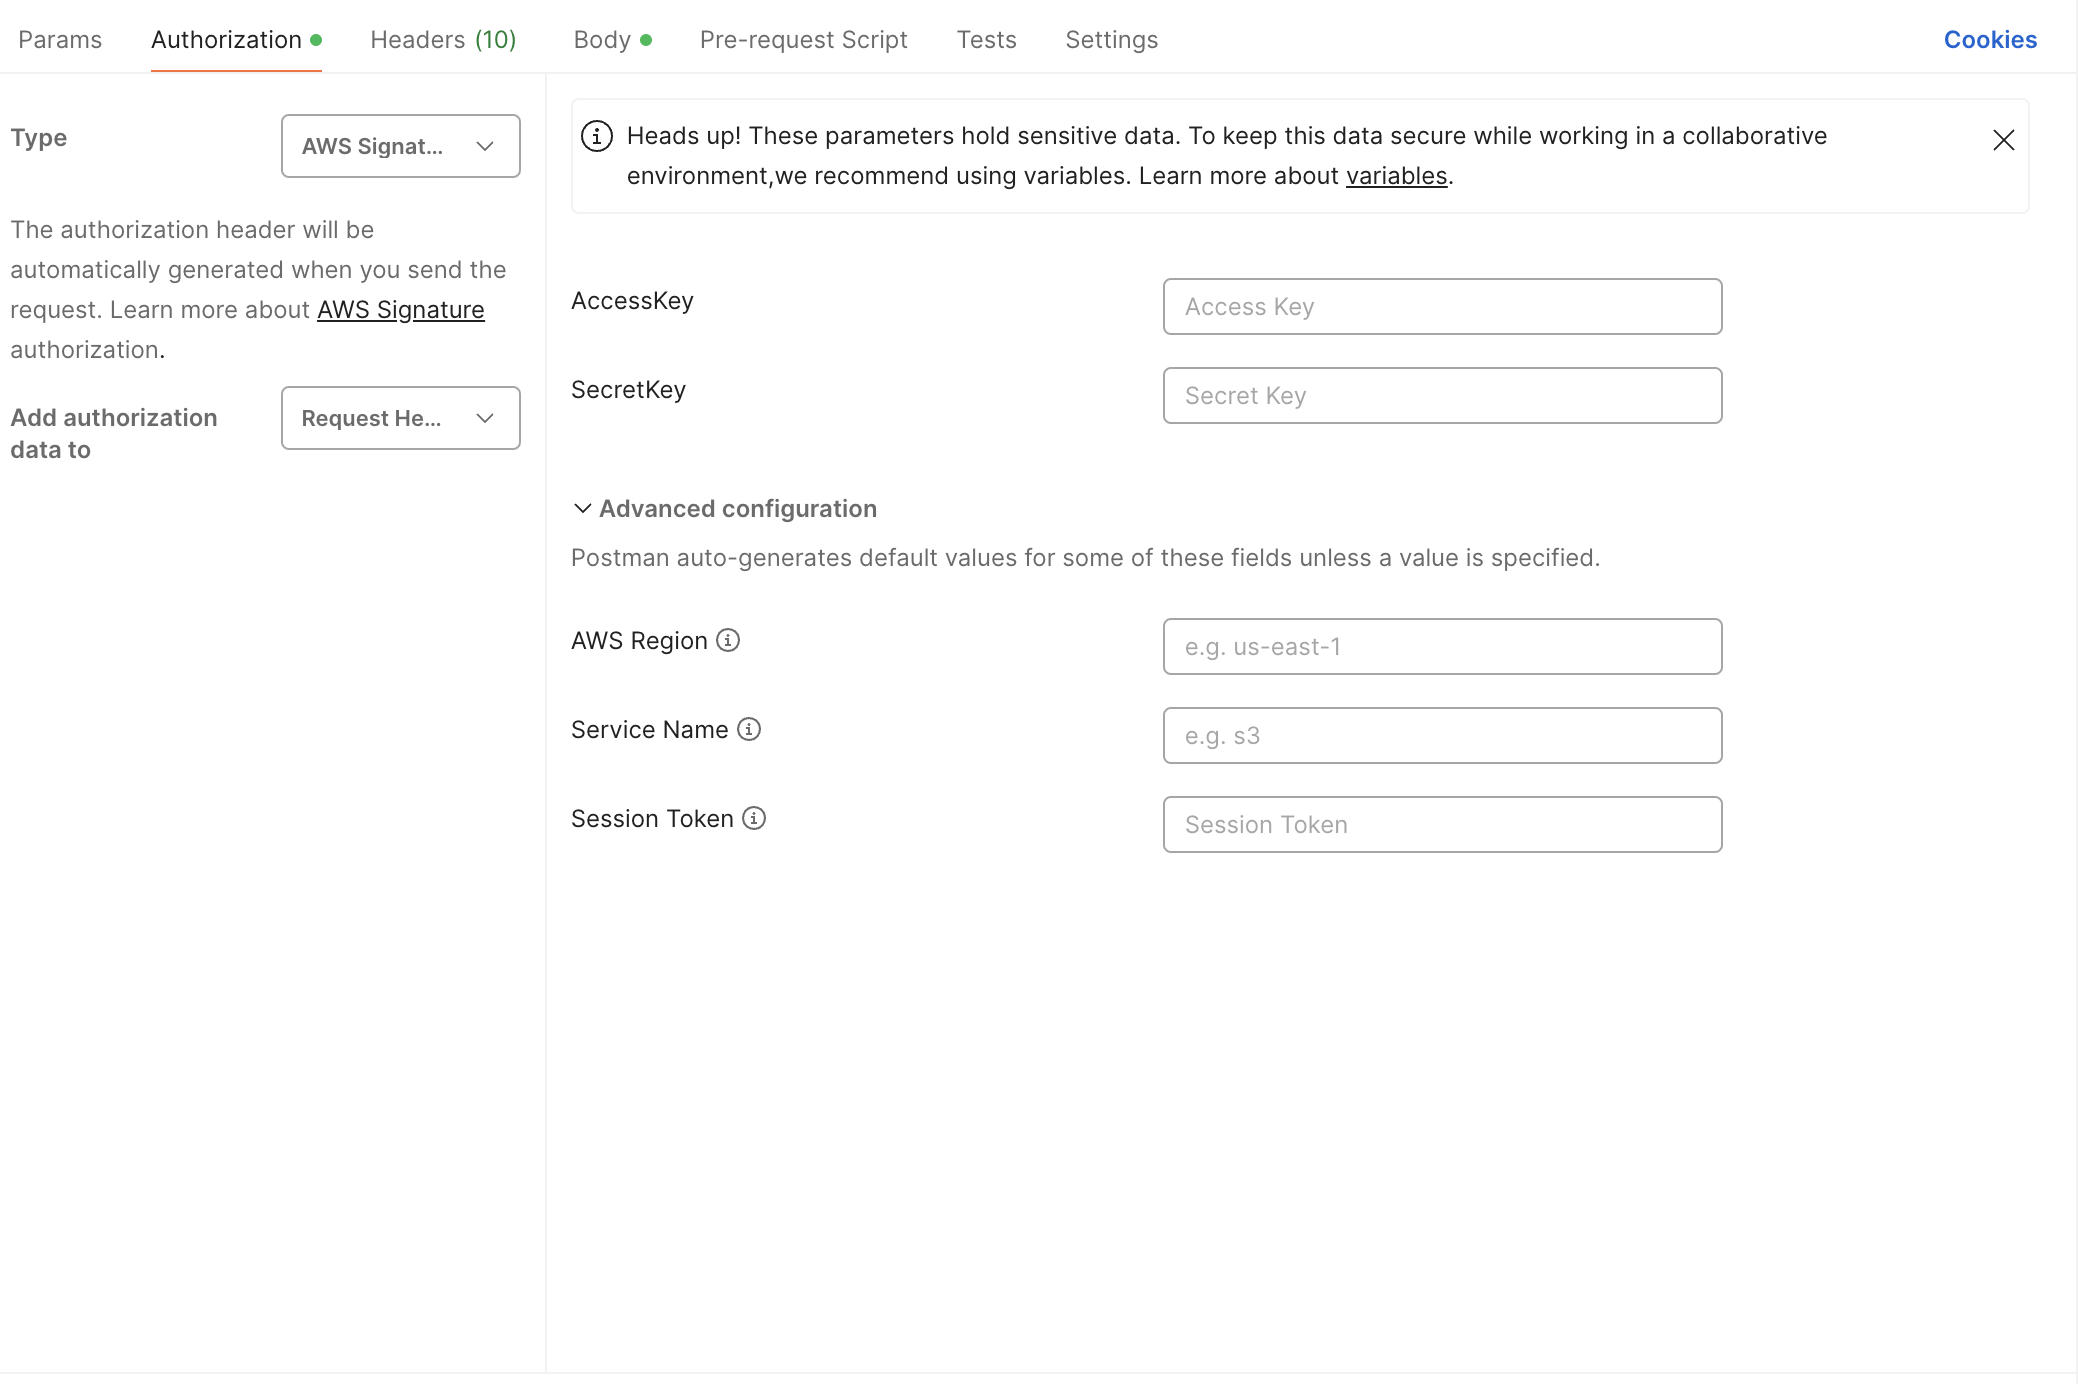 Params Authorization Headers (10) Body Pre-request Script Tests Settings Cookies
Type AWS Signat...
The authorization header will be
automatically generated when you send the
request. Learn more about AWS Signature
authorization.
Add authorization
data to
Request He...
Heads up! These parameters hold sensitive data. To keep this data secure while working in a collaborative
environment,we recommend using variables. Learn more about variables.
AccessKey Access Key
SecretKey Secret Key
Advanced configuration
Postman auto-generates default values for some of these fields unless a value is specified.
AWS Region e.g. us-east-1
Service Name e.g. s3
Session Token Session Token